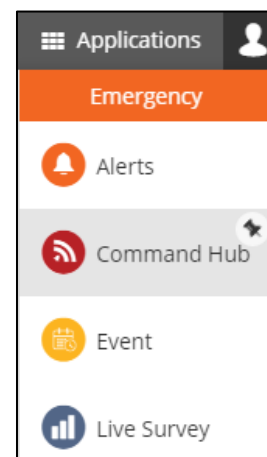 Applications
Emergency
Alerts
Command Hub
Event
Live Survey